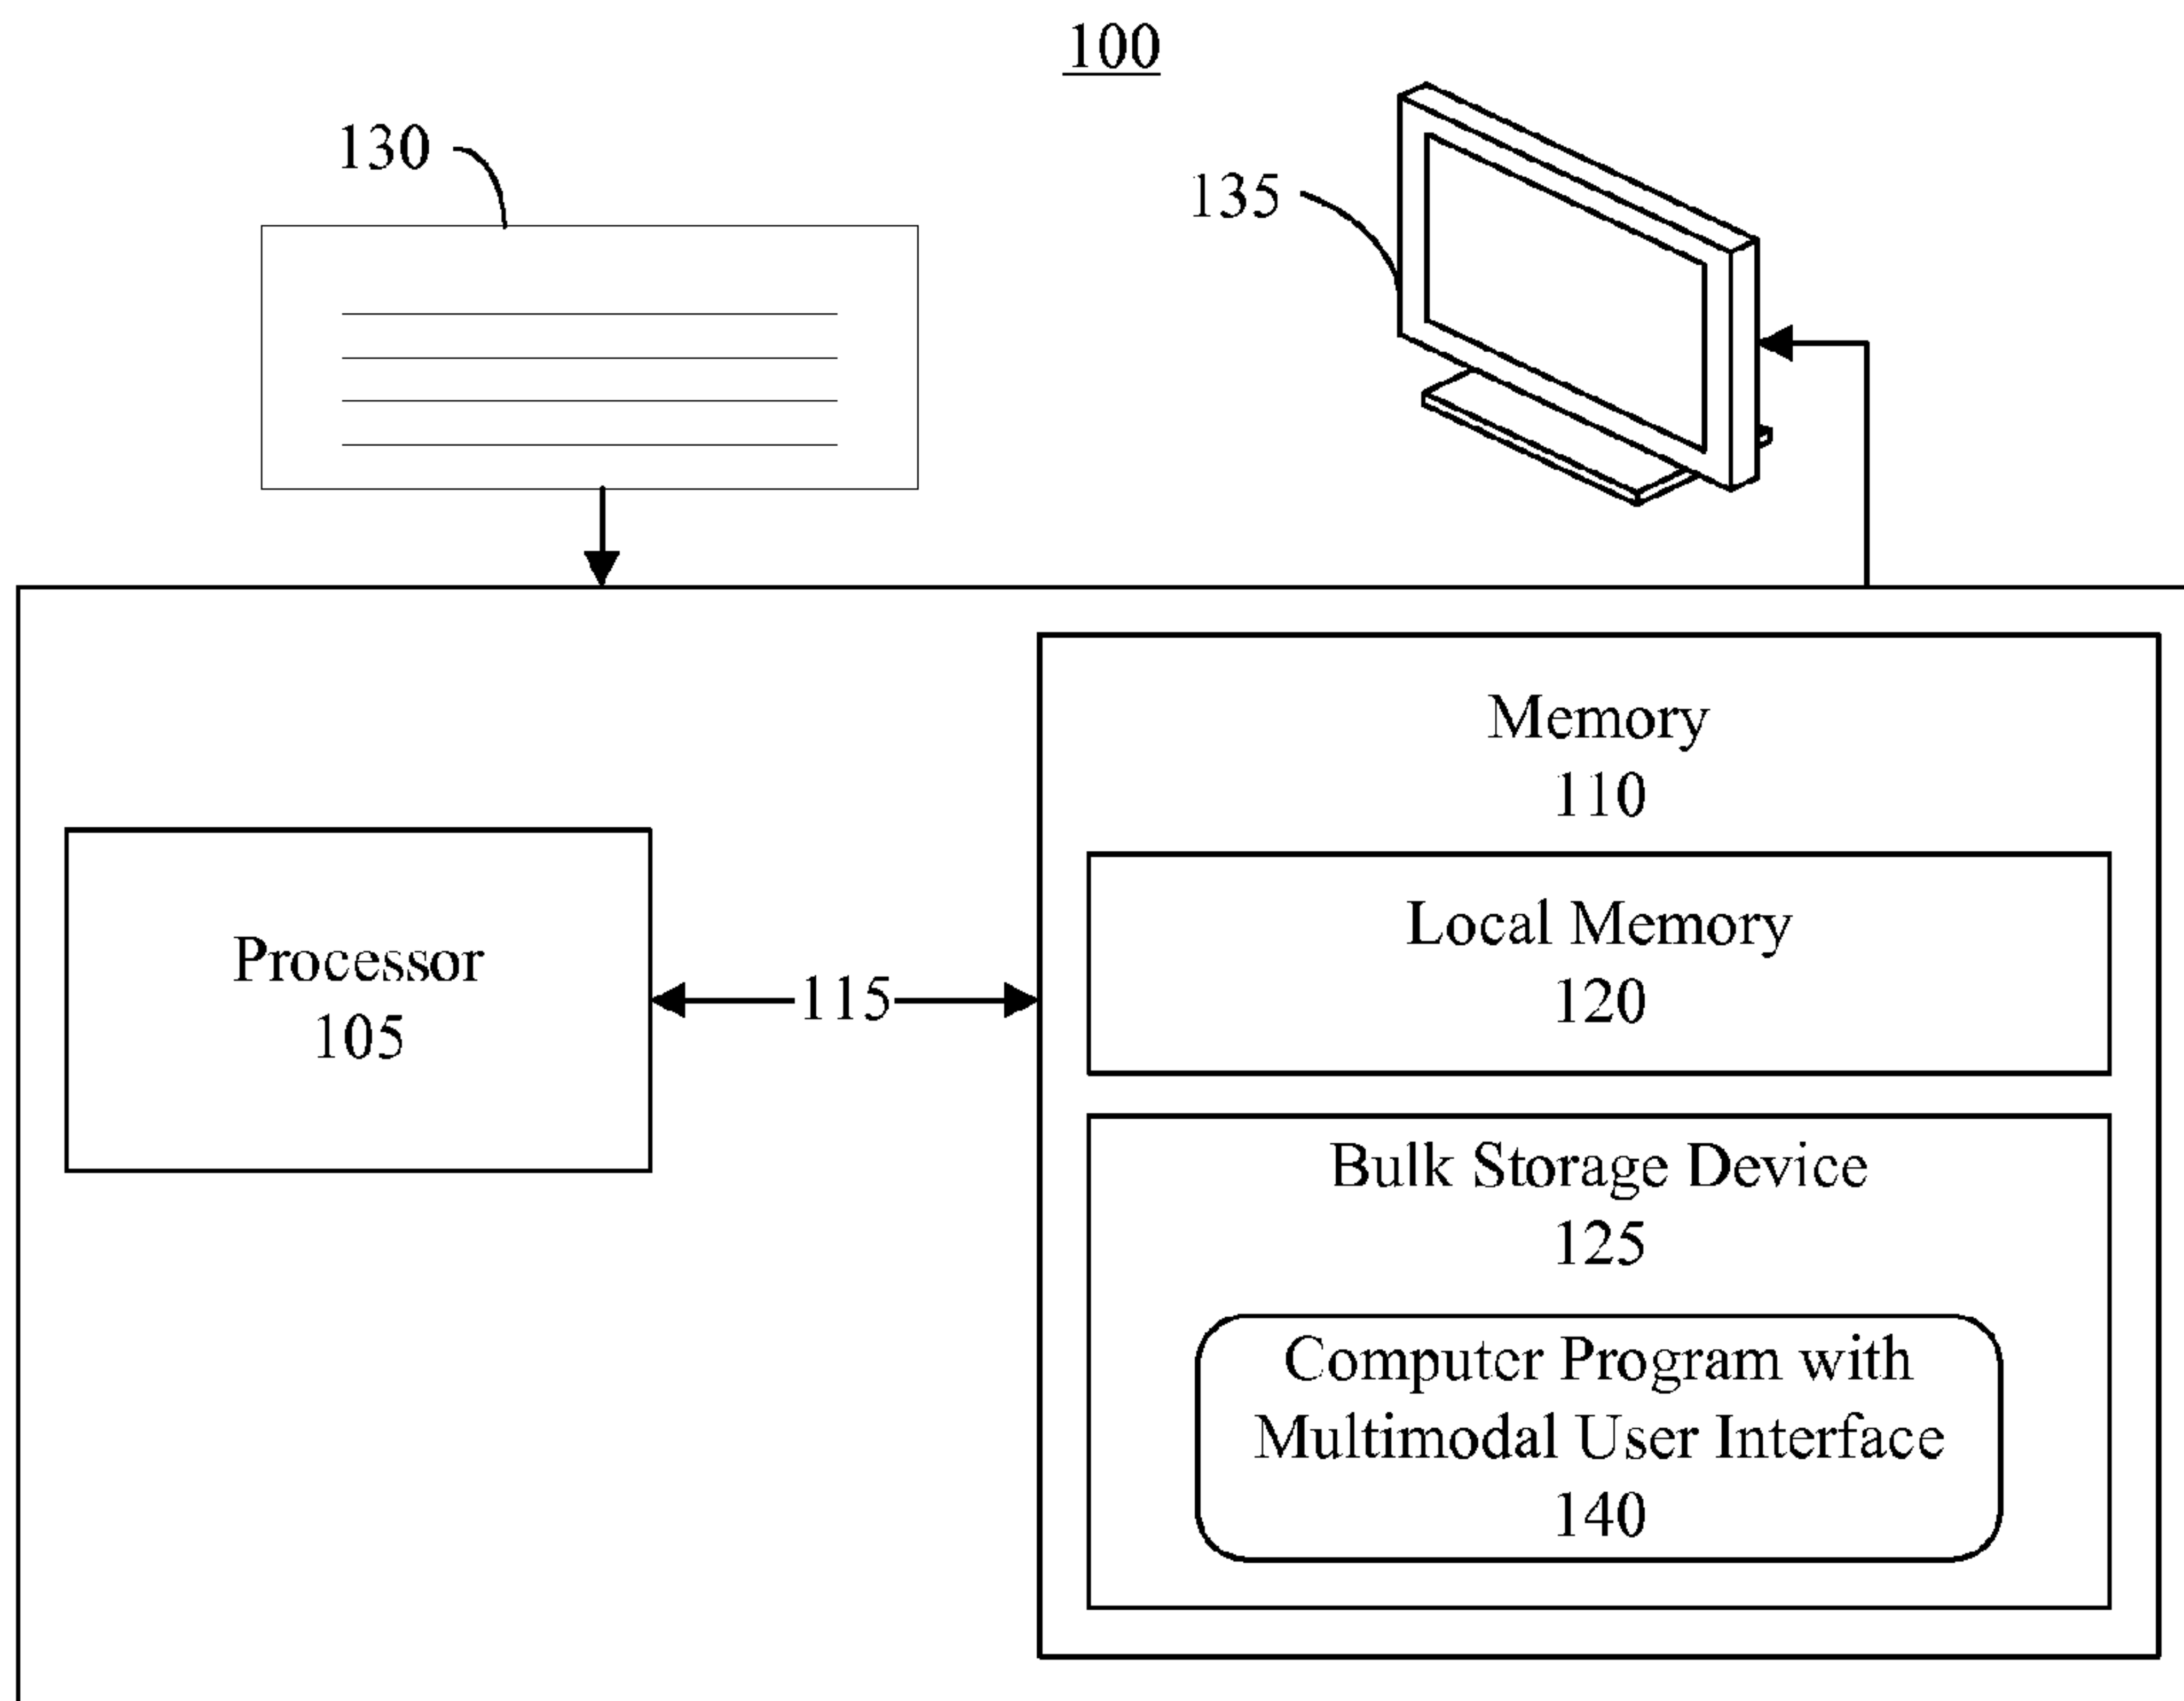 100
130
135
Memory
110
Local Memory
120
Processor
105
115
Bulk Storage Device
125
Computer Program with
Multimodal User Interface
140